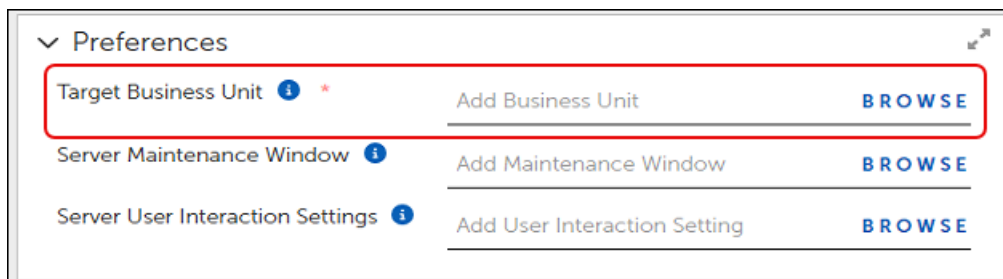 Preferences
Target Business Unit * Add Business Unit BROWSE
Server Maintenance Window Add Maintenance Window BROWSE
Server User Interaction Settings Add User Interaction Setting BROWSE